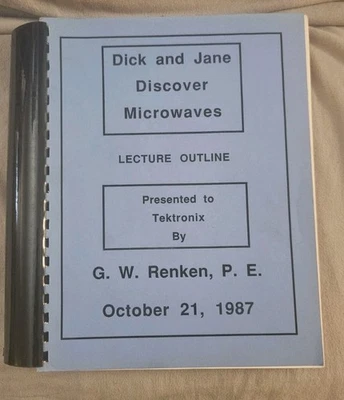 Dick and Jane
Discover
Microwaves
LECTURE OUTLINE
Presented to
Tektronix
By
G. W. Renken, P. E.
October 21, 1987